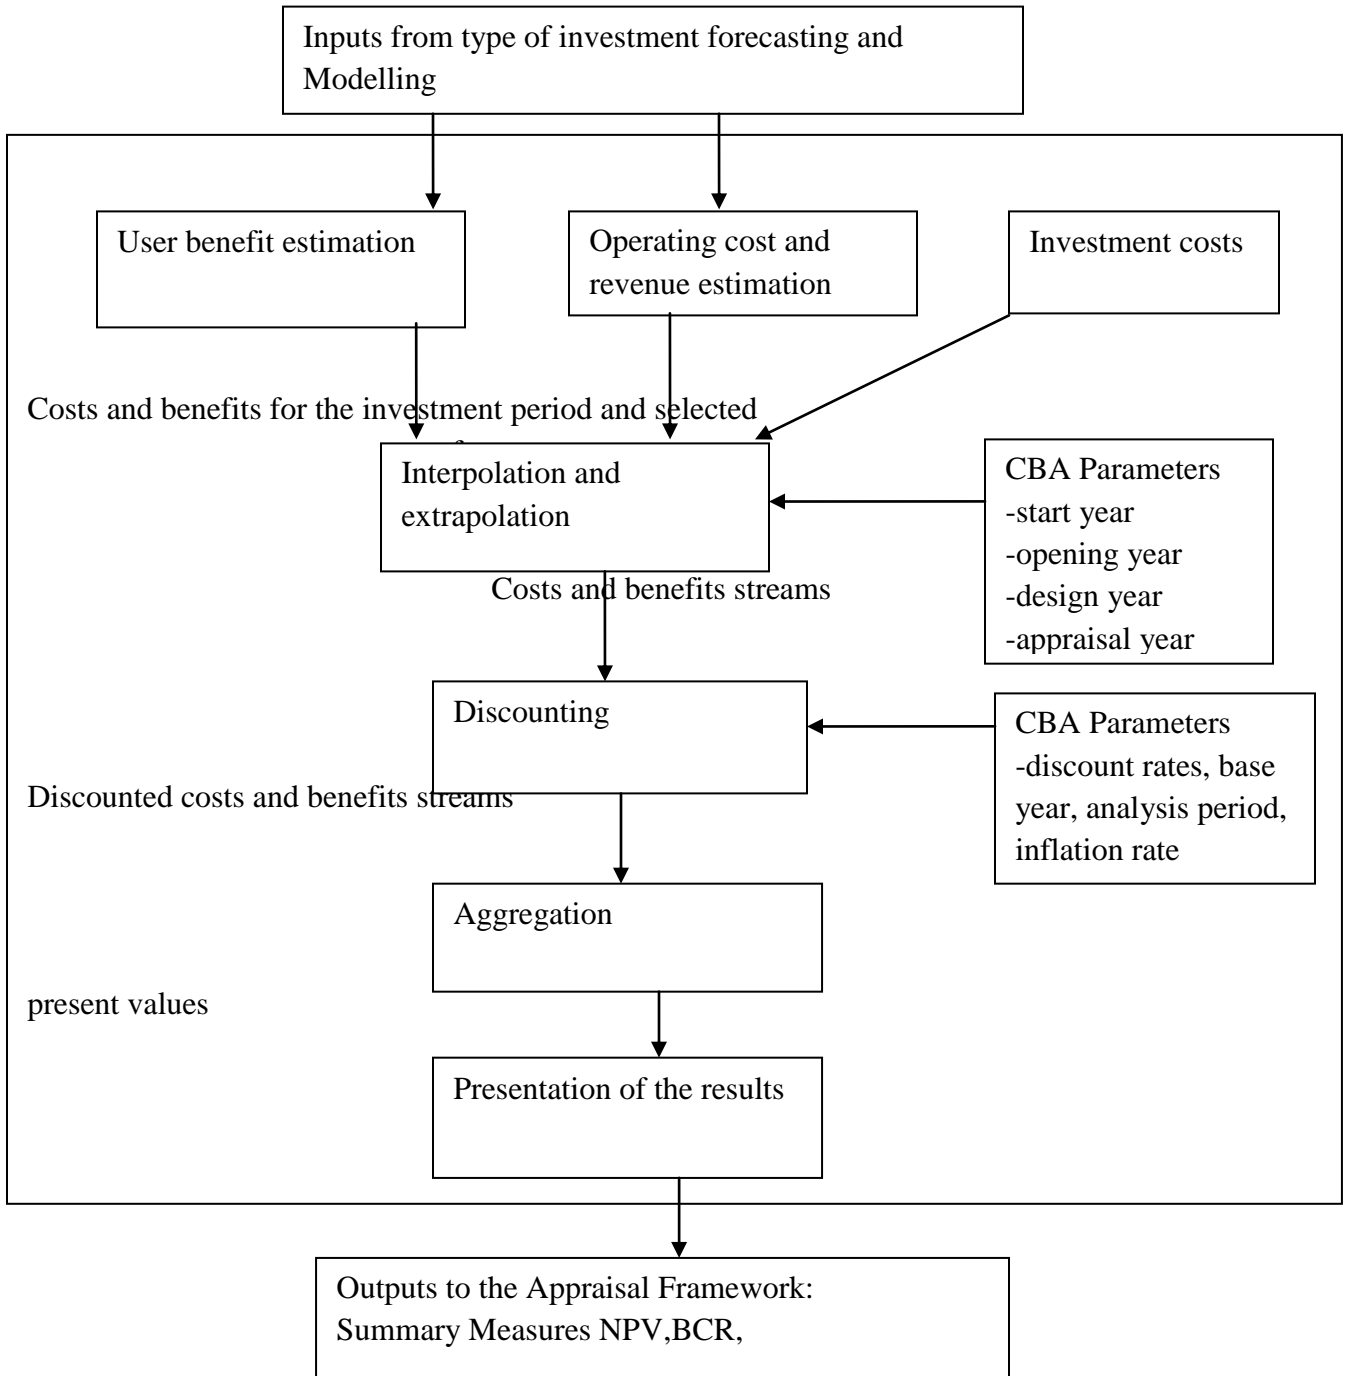 Inputs from type of investment forecasting and
Modelling
User benefit estimation
Operating cost and
revenue estimation
Investment costs
Costs and benefits for the investment period and selected
Interpolation and
extrapolation
CBA Parameters
-start year
-opening year
-design year
-appraisal year
Costs and benefits streams
Discounting
CBA Parameters
-discount rates, base
year, analysis period,
inflation rate
Discounted costs and benefits streams
Aggregation
present values
Presentation of the results
Outputs to the Appraisal Framework:
Summary Measures NPV,BCR,